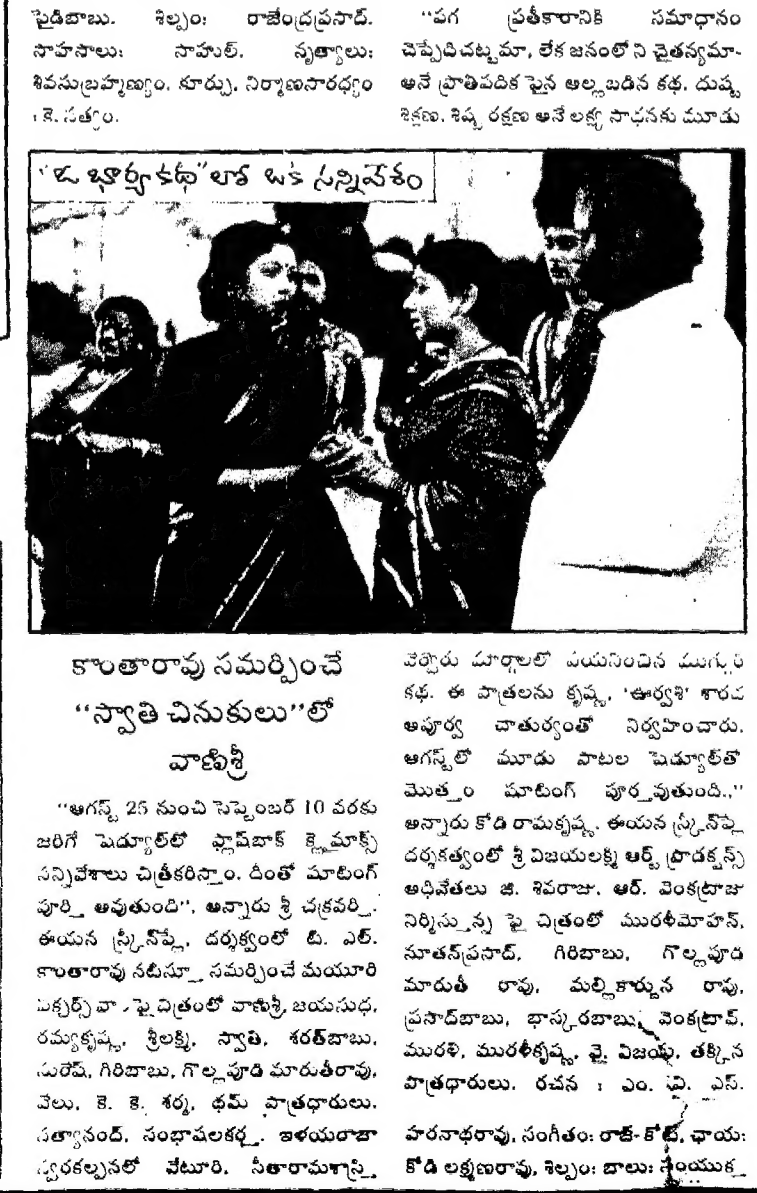 పైడిబాబు. శిల్పం: రాజేంద్రప్రసాద్.
సాహసాలు: సాహుల్. నృత్యాలు:
శివసుబ్రహ్మణ్యం. కూర్పు, నిర్మాణసారధ్యం
: కె. సత్యం.
"పగ ప్రతీకారానికి సమాధానం
చెప్పేది చట్టమా, లేక జనంలోని చైతన్యమా-
అనే ప్రాతిపదిక పైన అల్లబడిన కథ. దుష్ట
శిక్షణ, శిష్ట రక్షణ అనే లక్ష్య సాధనకు మూడు
"ఓ భార్య కథ"లో ఒక సన్నివేశం
కాంతారావు సమర్పించే
"స్వాతి చినుకులు"లో
వాణిశ్రీ
"ఆగస్ట్ 25 నుంచి సెప్టెంబర్ 10 వరకు
జరిగే షెడ్యూల్‌లో ఫ్లాష్‌బాక్ క్లైమాక్స్
సన్నివేశాలు చిత్రీకరిస్తాం. దీంతో షూటింగ్
పూర్తి అవుతుంది", అన్నారు శ్రీ చక్రవర్తి.
ఈయన స్క్రీన్‌ప్లే, దర్శకత్వంలో టి. ఎల్.
కాంతారావు నటిస్తూ సమర్పించే మయూరి
పిక్చర్స్ వా పై చిత్రంలో వాణిశ్రీ, జయసుధ,
రమ్యకృష్ణ, శ్రీలక్ష్మి, స్వాతి, శరత్‌బాబు,
సురేష్, గిరిబాబు, గొల్లపూడి మారుతీరావు,
వేలు, కె. కె. శర్మ, థమ్ పాత్రధారులు.
సత్యానంద్, సంభాషలకర్త. ఇళయరాజా
స్వరకల్పనలో వేటూరి, సీతారామశాస్త్రి
వేర్వేరు మార్గాలలో పయనించిన ముగ్గురి
కథ. ఈ పాత్రలను కృష్ణ, 'ఊర్వశి' శారద
అపూర్వ చాతుర్యంతో నిర్వహించారు.
ఆగస్ట్‌లో మూడు పాటల షెడ్యూల్‌తో
మొత్తం షూటింగ్ పూర్తవుతుంది.."
అన్నారు కోడి రామకృష్ణ. ఈయన స్క్రీన్‌ప్లే
దర్శకత్వంలో శ్రీ విజయలక్ష్మి ఆర్ట్ ప్రొడక్షన్స్
అధినేతలు జి. శివరాజు, ఆర్. వెంకట్రాజు
నిర్మిస్తున్న పై చిత్రంలో మురళీమోహన్,
నూతన్‌ప్రసాద్, గిరిబాబు, గొల్లపూడి
మారుతీ రావు, మల్లికార్జున రావు,
ప్రసాద్‌బాబు, భాస్కరబాబు, వెంకట్రావ్,
మురళి, మురళీకృష్ణ, వై. విజయ, తక్కిన
పాత్రధారులు. రచన : ఎం. వి. ఎస్.
హరనాథరావు, సంగీతం: రాజ్-కోటి, ఛాయ:
కోడి లక్ష్మణరావు, శిల్పం: బాలు: సంయుక్త